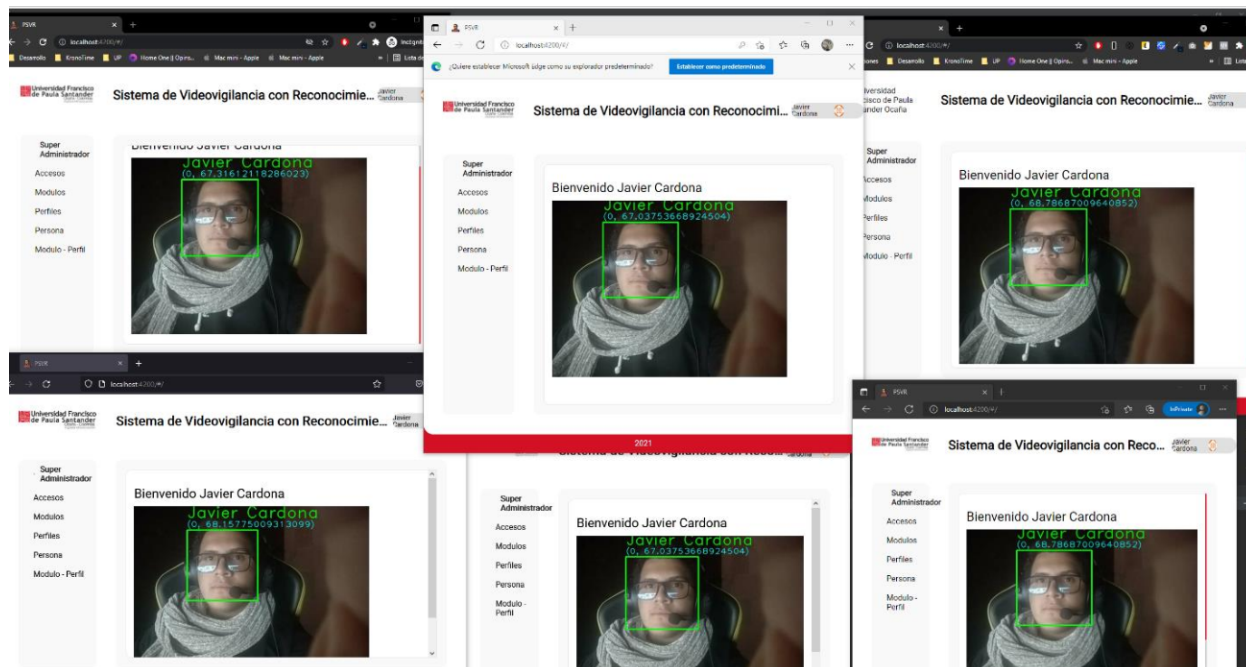 PSVR
localhost:4200/#/
Desarrollo KronoTime UP Home One || Opins... Mac mini - Apple Mac mini - Apple
Universidad Francisco
de Paula Santander
Sistema de Videovigilancia con Reconocimie...
Javier
Cardona
Super
Administrador
Accesos
Modulos
Perfiles
Persona
Modulo - Perfil
Bienvenido Javier Cardona
Javier Cardona
(0, 67.31612118286023)
PSVR
localhost:4200/#/
¿Quiere establecer Microsoft Edge como su explorador predeterminado?
Establecer como predeterminado
Universidad Francisco
de Paula Santander
Sistema de Videovigilancia con Reconocimi...
Javier
Cardona
Super
Administrador
Accesos
Modulos
Perfiles
Persona
Modulo - Perfil
Bienvenido Javier Cardona
Javier Cardona
(0, 67.03753668924504)
2021
localhost:4200/#/
Desarrollo KronoTime UP Home One || Opins... Mac mini - Apple Mac mini - Apple
Sistema de Videovigilancia con Reconocimie...
Javier
Cardona
Super
Administrador
Accesos
Modulos
Perfiles
Persona
Modulo - Perfil
Bienvenido Javier Cardona
Javier Cardona
(0, 68.78687009640852)
PSVR
localhost:4200/#/
Universidad Francisco
de Paula Santander
Sistema de Videovigilancia con Reconocimie...
Javier
Cardona
Super
Administrador
Accesos
Modulos
Perfiles
Persona
Modulo - Perfil
Bienvenido Javier Cardona
Javier Cardona
(0, 68.15775009313099)
Super
Administrador
Accesos
Modulos
Perfiles
Persona
Modulo -
Perfil
Bienvenido Javier Cardona
Javier Cardona
(0, 67.03753668924504)
PSVR
localhost:4200/#/
InPrivate
Universidad Francisco
de Paula Santander
Sistema de Videovigilancia con Reco...
Javier
Cardona
Super
Administrador
Accesos
Modulos
Perfiles
Persona
Modulo -
Perfil
Bienvenido Javier Cardona
Javier Cardona
(0, 68.78687009640852)